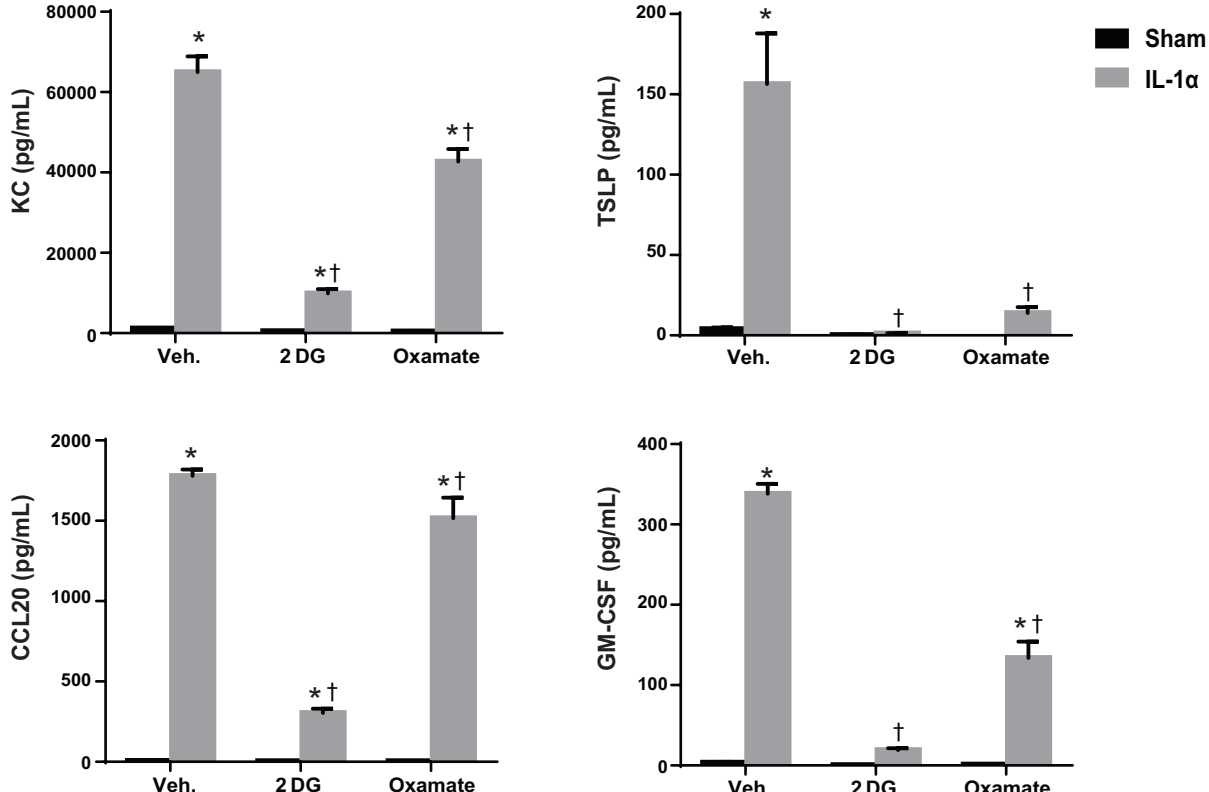 80000
60000
40000
20000
0
KC (pg/mL)
*
*†
*†
Veh.
2 DG
Oxamate
200
150
100
50
0
TSLP (pg/mL)
*
†
†
Veh.
2 DG
Oxamate
Sham
IL-1α
2000
1500
1000
500
0
CCL20 (pg/mL)
*
*†
*†
Veh.
2 DG
Oxamate
400
300
200
100
0
GM-CSF (pg/mL)
*
†
*†
Veh.
2 DG
Oxamate